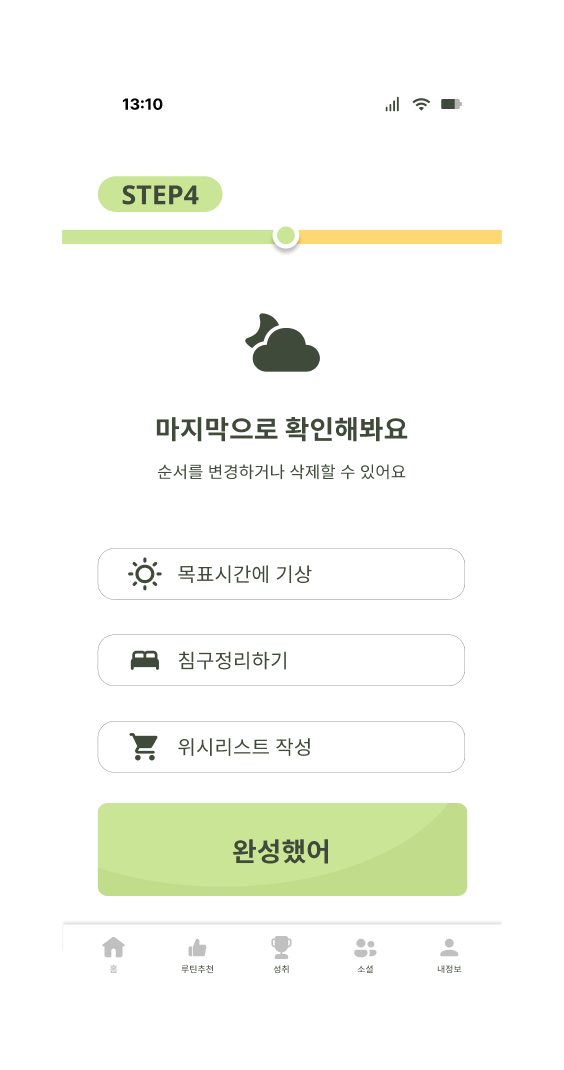 13:10
STEP4
마지막으로 확인해봐요
순서를 변경하거나 삭제할 수 있어요
목표시간에 기상
침구정리하기
위시리스트 작성
완성했어
홈 루틴추천 성취 소셜 내정보